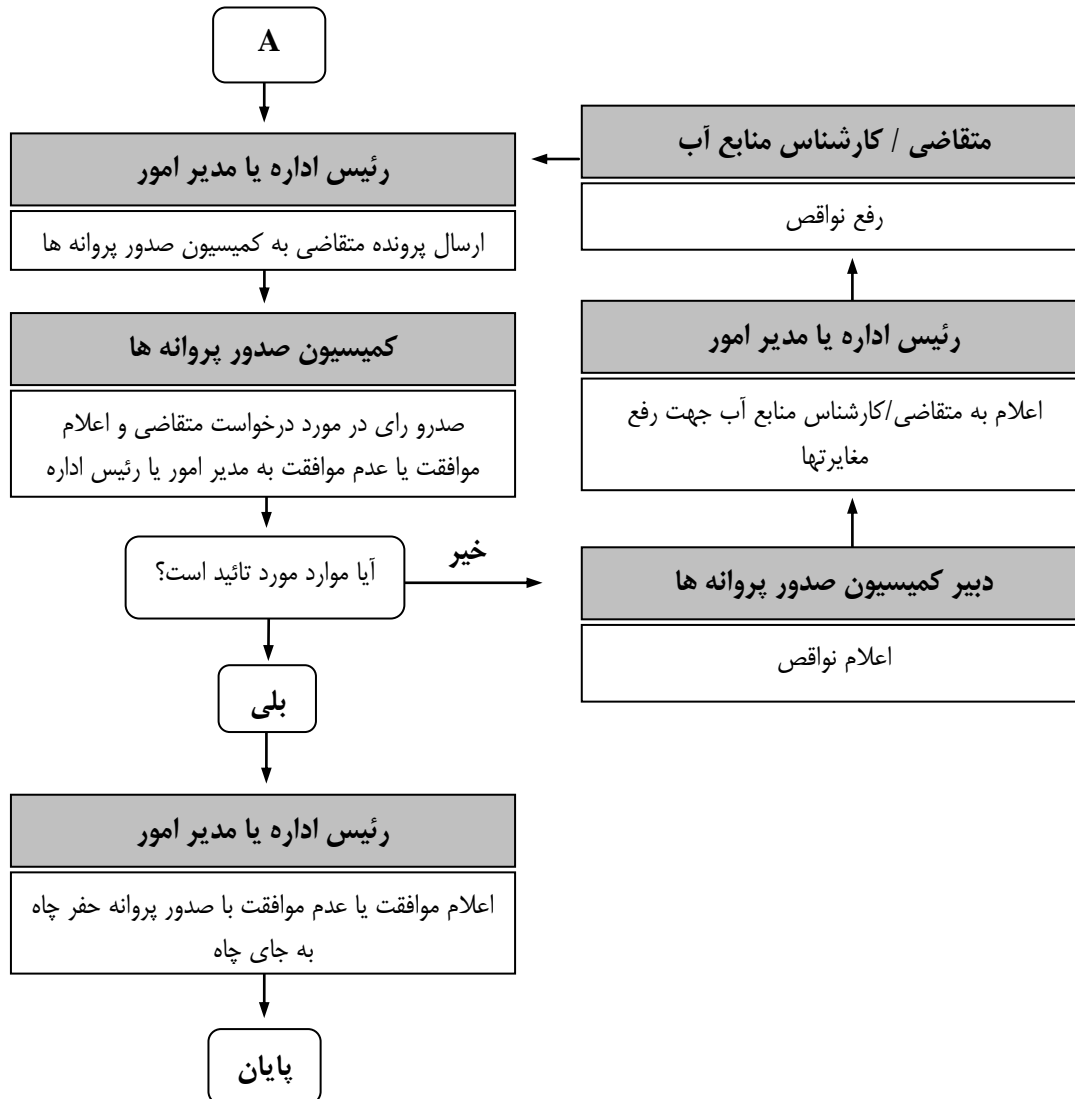 A
رئیس اداره یا مدیر امور
ارسال پرونده متقاضی به کمیسیون صدور پروانه ها
کمیسیون صدور پروانه ها
صدرو رای در مورد درخواست متقاضی و اعلام
موافقت یا عدم موافقت به مدیر امور یا رئیس اداره
آیا موارد مورد تائید است؟
خیر
بلی
رئیس اداره یا مدیر امور
اعلام موافقت یا عدم موافقت با صدور پروانه حفر چاه
به جای چاه
پایان
متقاضی / کارشناس منابع آب
رفع نواقص
رئیس اداره یا مدیر امور
اعلام به متقاضی/کارشناس منابع آب جهت رفع
مغایرتها
دبیر کمیسیون صدور پروانه ها
اعلام نواقص